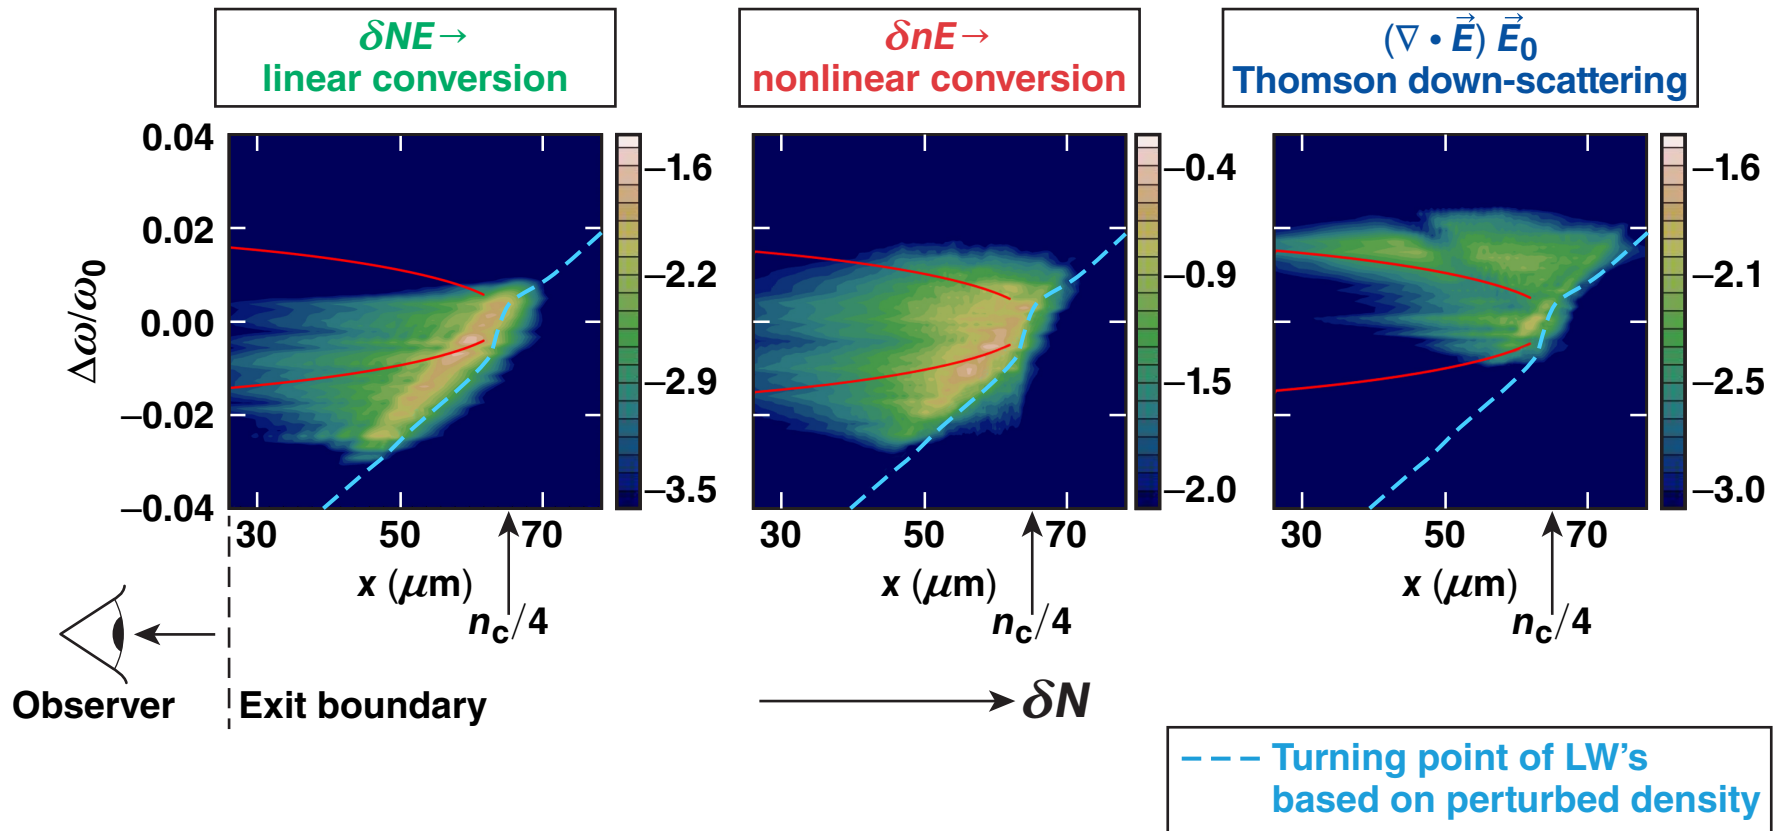 δNE→
linear conversion
δnE→
nonlinear conversion
(∇ • E⃗) E⃗₀
Thomson down-scattering
Δω/ω₀
0.04
0.02
0.00
−0.02
−0.04
−1.6
−2.2
−2.9
−3.5
−0.4
−0.9
−1.5
−2.0
−1.6
−2.1
−2.5
−3.0
30 50 70
30 50 70
30 50 70
x (μm)
x (μm)
x (μm)
n_c/4
n_c/4
n_c/4
Observer
Exit boundary
δN
Turning point of LW’s
based on perturbed density